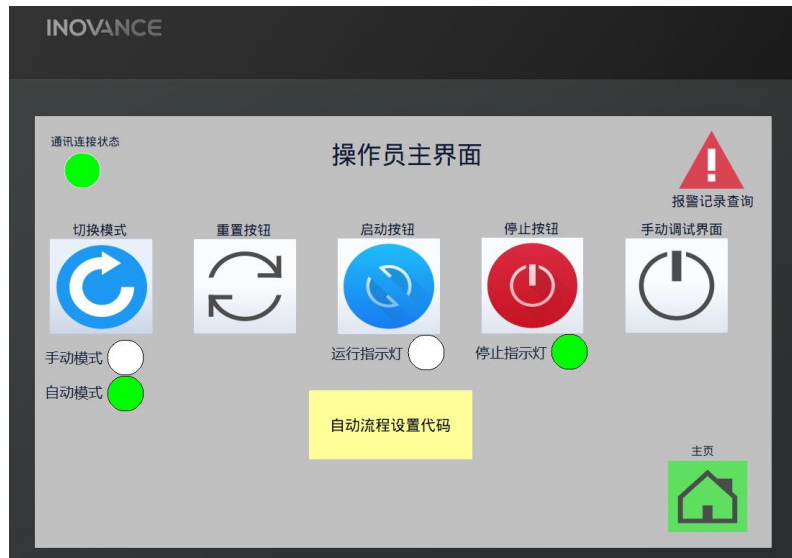 INOVANCE
通讯连接状态
操作员主界面
报警记录查询
切换模式
重置按钮
启动按钮
停止按钮
手动调试界面
手动模式
运行指示灯
停止指示灯
自动模式
自动流程设置代码
主页